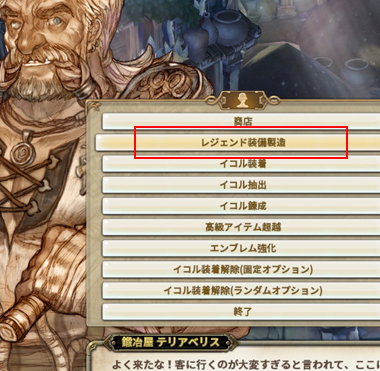 商店
レジェンド装備製造
イコル装着
イコル抽出
イコル錬成
高級アイテム超越
エンブレム強化
イコル装着解除(固定オプション)
イコル装着解除(ランダムオプション)
終了
鍛冶屋 テリアベリス
よく来たな！客に行くのが大変すぎると言われて、ここに